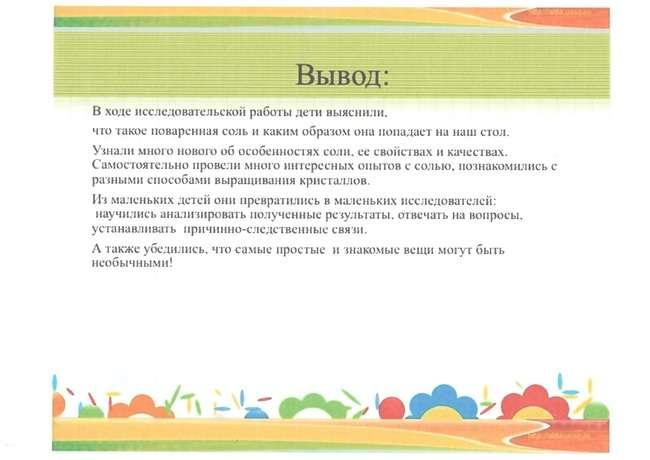 Вывод:
В ходе исследовательской работы дети выяснили,
что такое поваренная соль и каким образом она попадает на наш стол.
Узнали много нового об особенностях соли, ее свойствах и качествах.
Самостоятельно провели много интересных опытов с солью, познакомились с
разными способами выращивания кристаллов.
Из маленьких детей они превратились в маленьких исследователей:
научились анализировать полученные результаты, отвечать на вопросы,
устанавливать причинно-следственные связи.
А также убедились, что самые простые и знакомые вещи могут быть
необычными!